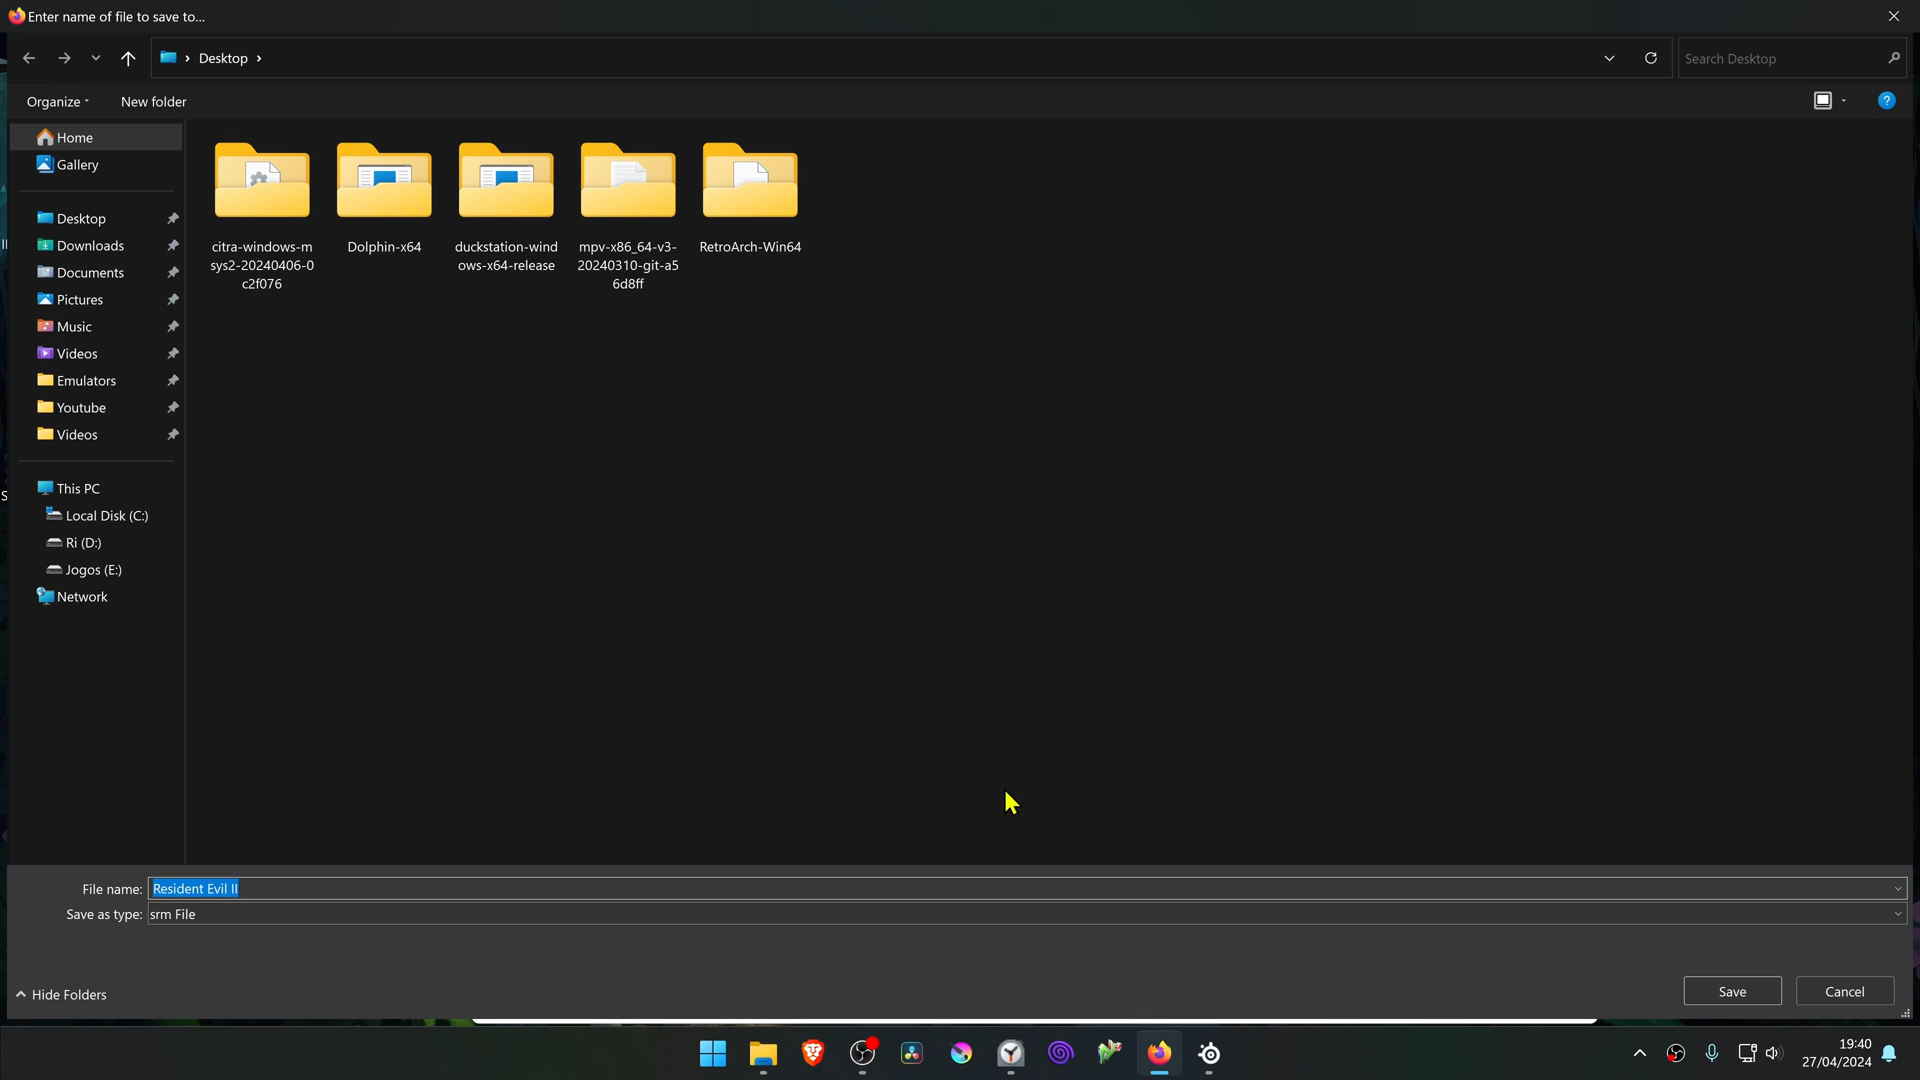 Enter name of file to save to...
Desktop
Search Desktop
Organize
New folder
Home
Gallery
Desktop
Downloads
Documents
Pictures
Music
Videos
Emulators
Youtube
Videos
This PC
Local Disk (C:)
Ri (D:)
Jogos (E:)
Network
citra-windows-m
sys2-20240406-0
c2f076
Dolphin-x64
duckstation-wind
ows-x64-release
mpv-x86_64-v3-
20240310-git-a5
6d8ff
RetroArch-Win64
File name: Resident Evil II
Save as type: srm File
Hide Folders
Save
Cancel
19:40
27/04/2024